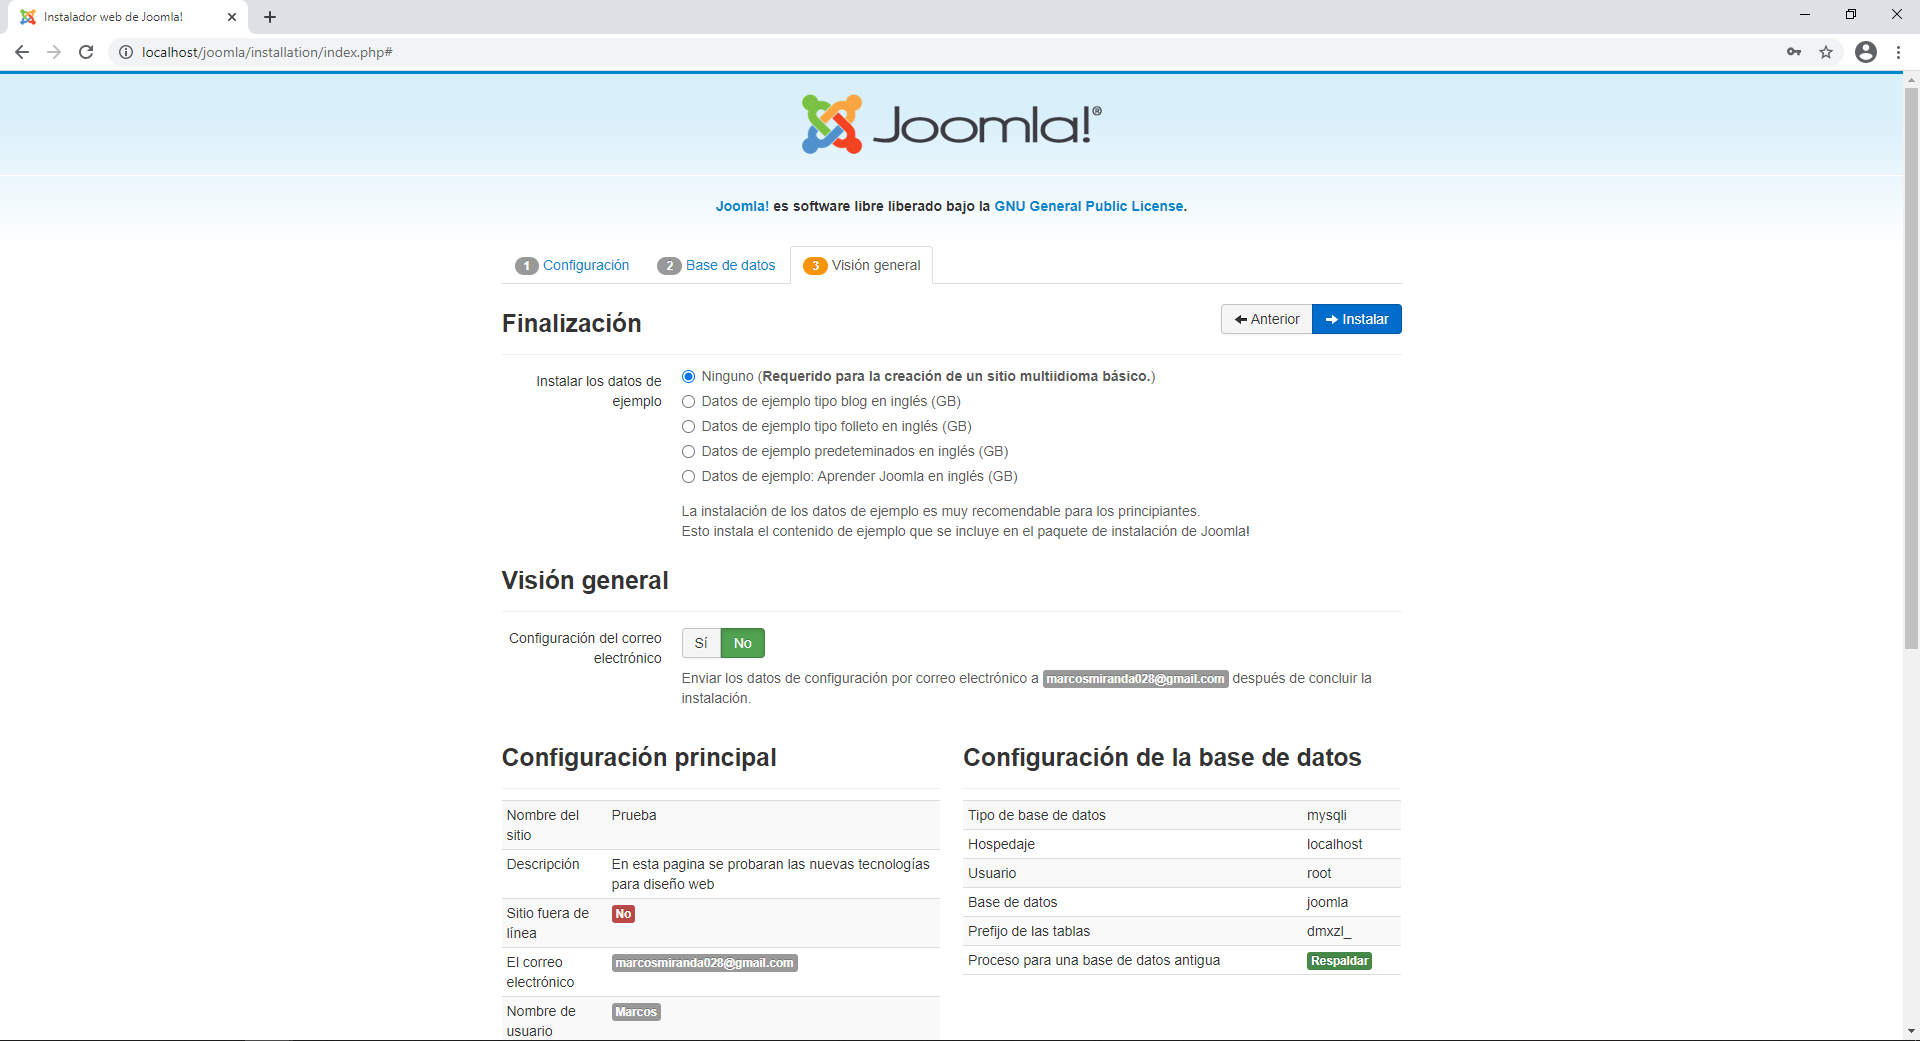 Instalador web de Joomla!
localhost/joomla/installation/index.php#
Joomla!®
Joomla! es software libre liberado bajo la GNU General Public License.
1 Configuración 2 Base de datos 3 Visión general
Finalización
Anterior Instalar
Instalar los datos de
ejemplo
Ninguno (Requerido para la creación de un sitio multiidioma básico.)
Datos de ejemplo tipo blog en inglés (GB)
Datos de ejemplo tipo folleto en inglés (GB)
Datos de ejemplo predeteminados en inglés (GB)
Datos de ejemplo: Aprender Joomla en inglés (GB)
La instalación de los datos de ejemplo es muy recomendable para los principiantes.
Esto instala el contenido de ejemplo que se incluye en el paquete de instalación de Joomla!
Visión general
Configuración del correo
electrónico
Sí No
Enviar los datos de configuración por correo electrónico a marcosmiranda028@gmail.com después de concluir la
instalación.
Configuración principal
Nombre del
sitio
Prueba
Descripción
En esta pagina se probaran las nuevas tecnologías
para diseño web
Sitio fuera de
línea
No
El correo
electrónico
marcosmiranda028@gmail.com
Nombre de
usuario
Marcos
Configuración de la base de datos
Tipo de base de datos mysqli
Hospedaje localhost
Usuario root
Base de datos joomla
Prefijo de las tablas dmxzl_
Proceso para una base de datos antigua Respaldar